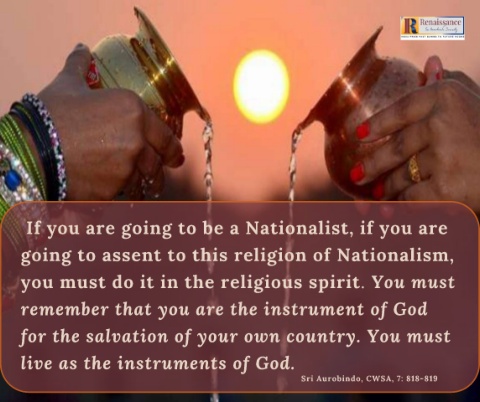 Renaissance
If you are going to be a Nationalist, if you are
going to assent to this religion of Nationalism,
you must do it in the religious spirit. You must
remember that you are the instrument of God
for the salvation of your own country. You must
live as the instruments of God.
Sri Aurobindo, CWSA, 7: 818-819